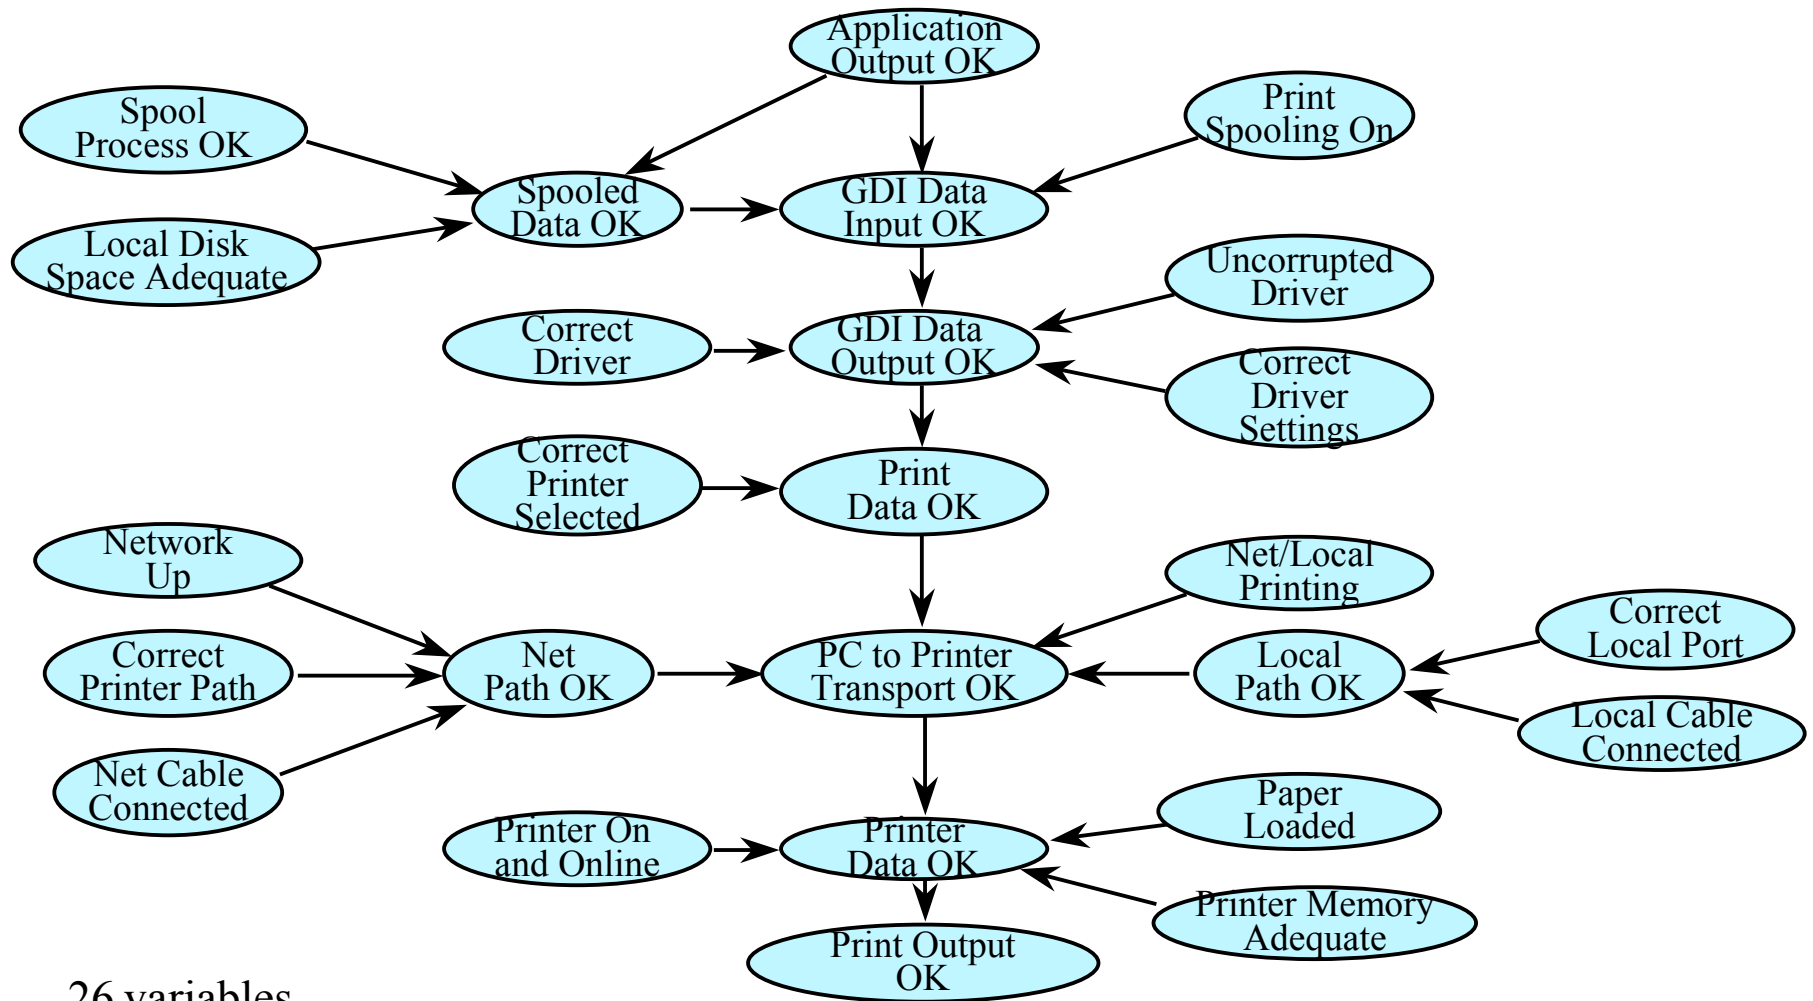 Application
Output OK
Spool
Process OK
Print
Spooling On
Spooled
Data OK
GDI Data
Input OK
Local Disk
Space Adequate
Uncorrupted
Driver
Correct
Driver
GDI Data
Output OK
Correct
Driver
Settings
Correct
Printer
Selected
Print
Data OK
Network
Up
Net/Local
Printing
Correct
Local Port
Correct
Printer Path
Net
Path OK
PC to Printer
Transport OK
Local
Path OK
Local Cable
Connected
Net Cable
Connected
Paper
Loaded
Printer On
and Online
Printer
Data OK
Printer Memory
Adequate
Print Output
OK
26 variables